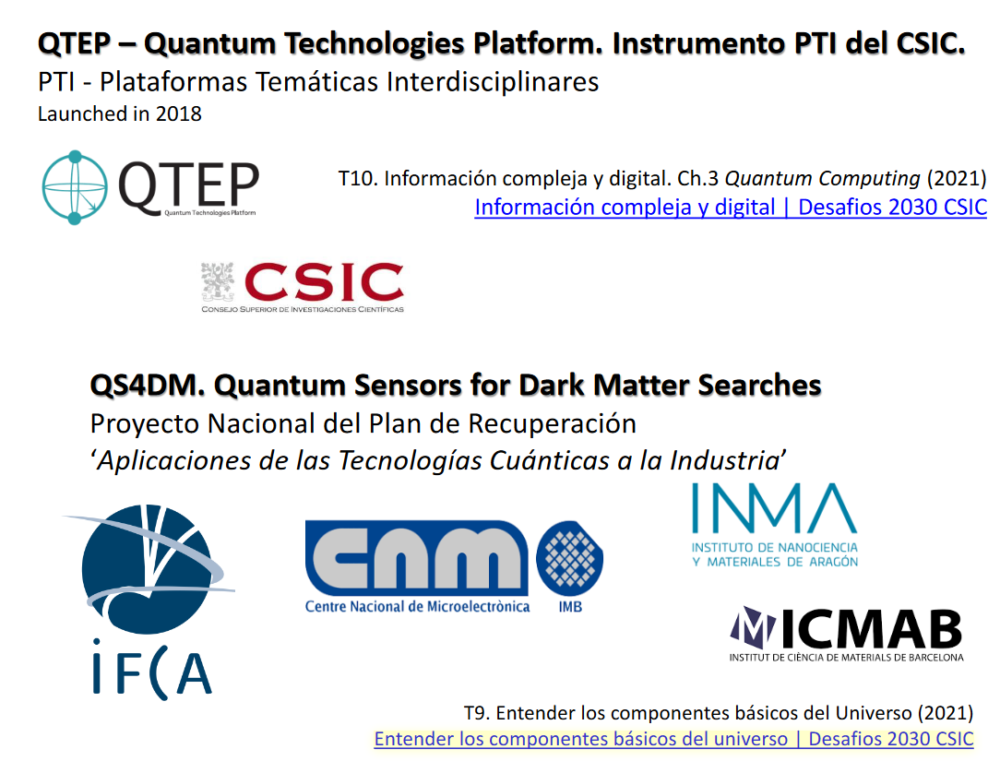 QTEP – Quantum Technologies Platform. Instrumento PTI del CSIC.
PTI - Plataformas Temáticas Interdisciplinares
Launched in 2018
QTEP
Quantum Technologies Platform
T10. Información compleja y digital. Ch.3 Quantum Computing (2021)
Información compleja y digital | Desafios 2030 CSIC
CSIC
CONSEJO SUPERIOR DE INVESTIGACIONES CIENTÍFICAS
QS4DM. Quantum Sensors for Dark Matter Searches
Proyecto Nacional del Plan de Recuperación
‘Aplicaciones de las Tecnologías Cuánticas a la Industria’
INMA
INSTITUTO DE NANOCIENCIA
Y MATERIALES DE ARAGÓN
cnm
Centre Nacional de Microelectrònica
IMB
ICMAB
INSTITUT DE CIÈNCIA DE MATERIALS DE BARCELONA
iFCA
T9. Entender los componentes básicos del Universo (2021)
Entender los componentes básicos del universo | Desafios 2030 CSIC